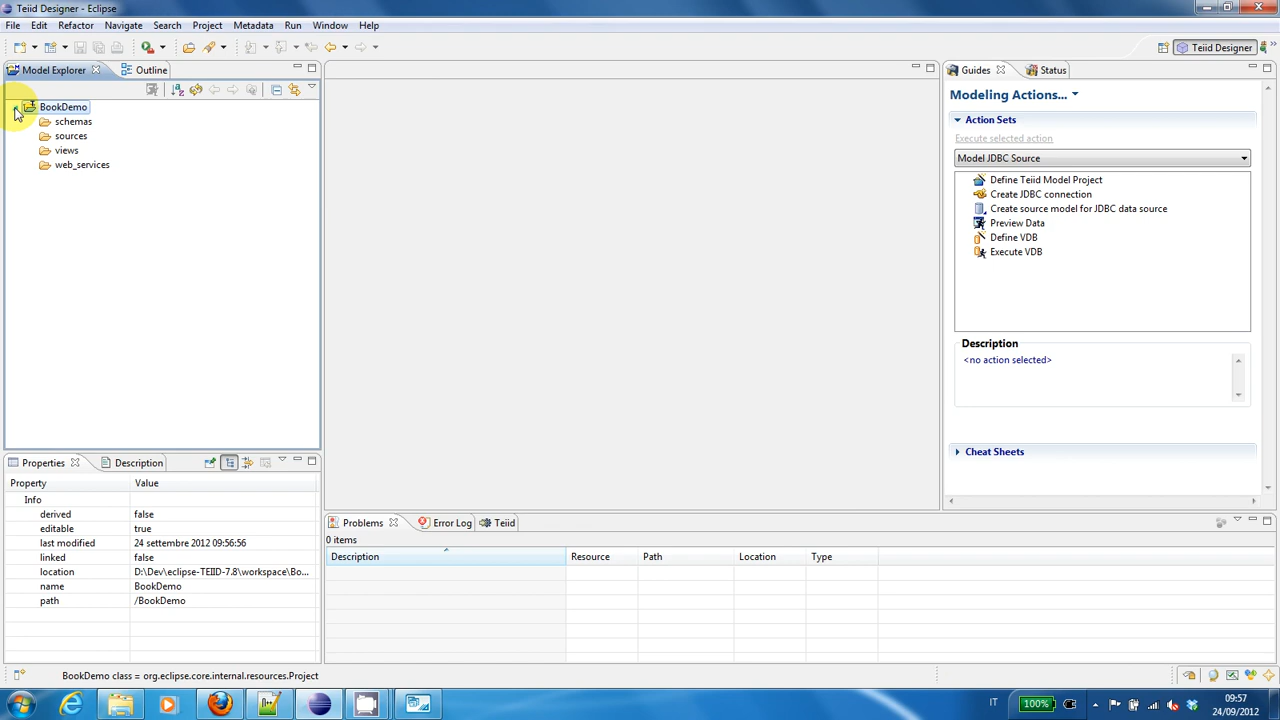 Teiid Designer - Eclipse
File Edit Refactor Navigate Search Project Metadata Run Window Help
Teiid Designer
Model Explorer Outline
BookDemo
schemas
sources
views
web_services
Guides Status
Modeling Actions...
Action Sets
Execute selected action
Model JDBC Source
Define Teiid Model Project
Create JDBC connection
Create source model for JDBC data source
Preview Data
Define VDB
Execute VDB
Description
<no action selected>
Cheat Sheets
Properties Description
Property Value
Info
derived false
editable true
last modified 24 settembre 2012 09:56:56
linked false
location D:\Dev\eclipse-TEIID-7.8\workspace\Bo...
name BookDemo
path /BookDemo
Problems Error Log Teiid
0 items
Description Resource Path Location Type
BookDemo class = org.eclipse.core.internal.resources.Project
IT 100% 09:57
24/09/2012